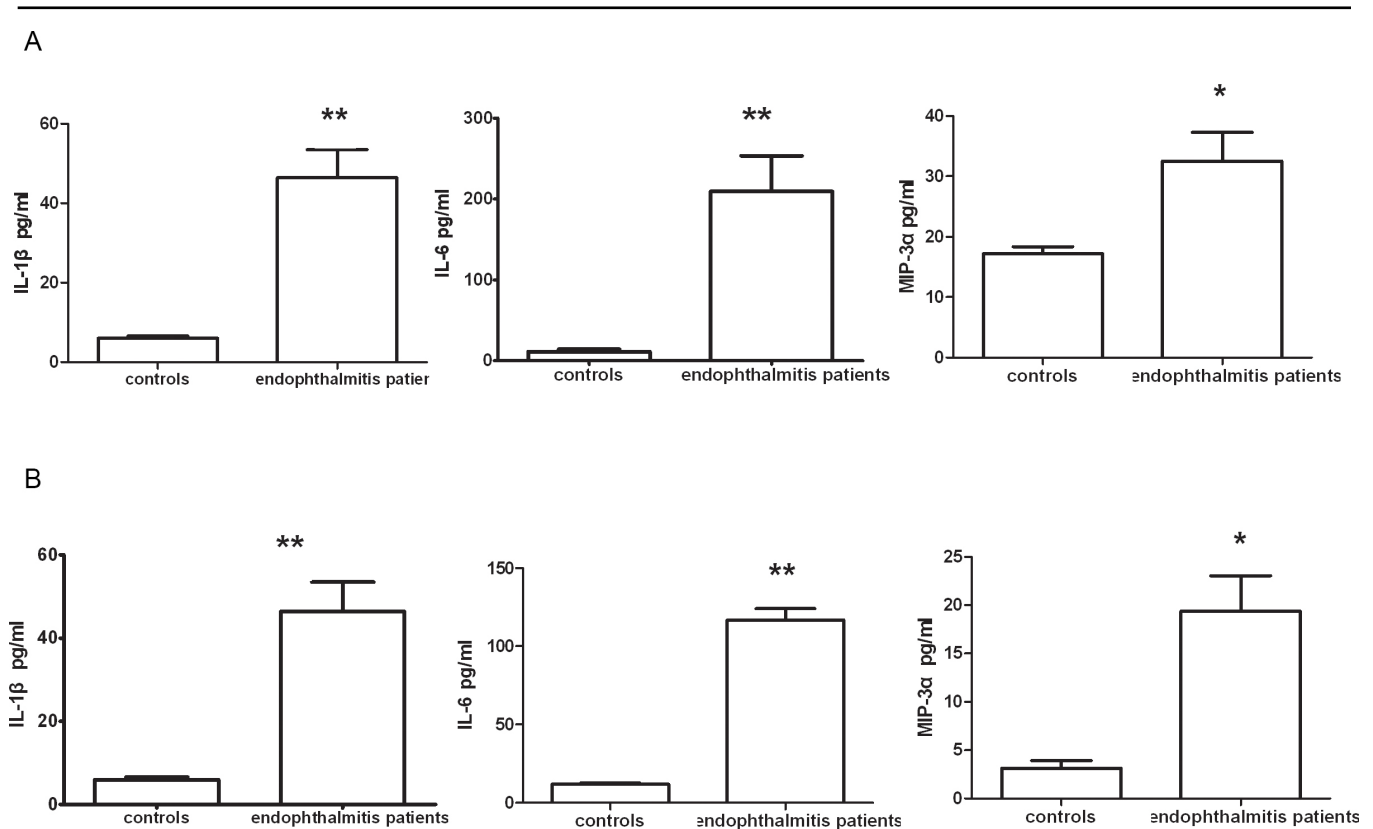 A
**
**
*
60
40
20
0
IL-1β pg/ml
controls
endophthalmitis patier
300
200
100
0
IL-6 pg/ml
controls
endophthalmitis patients
40
30
20
10
0
MIP-3α pg/ml
controls
endophthalmitis patients
B
**
**
*
60
40
20
0
IL-1β pg/ml
controls
endophthalmitis patients
150
100
50
0
IL-6 pg/ml
controls
endophthalmitis patients
25
20
15
10
5
0
MIP-3α pg/ml
controls
endophthalmitis patients